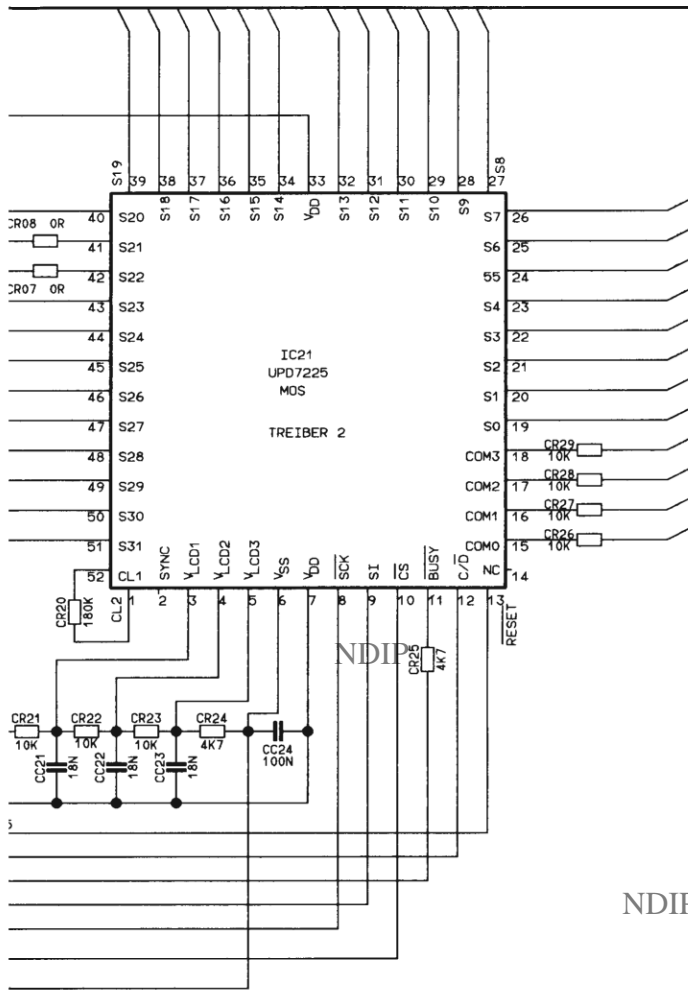 S19
39 38 37 36 35 34 33 32 31 30 29 28 27
S8
S18 S17 S16 S15 S14 VDD S13 S12 S11 S10 S9
40 S20
CR08 0R
41 S21
42 S22
CR07 0R
43 S23
44 S24
45 S25
46 S26
47 S27
48 S28
49 S29
50 S30
51 S31
52 CL1
S7 26
S6 25
55 24
S4 23
S3 22
S2 21
S1 20
S0 19
COM3 18 CR29 10K
COM2 17 CR28 10K
COM1 16 CR27 10K
COM0 15 CR26 10K
NC 14
IC21
UPD7225
MOS
TREIBER 2
SYNC VLCD1 VLCD2 VLCD3 VSS VDD SCK SI CS BUSY C/D
CL2 1 2 3 4 5 6 7 8 9 10 11 12 13
RESET
CR20 180K
NDIP
CR25 4K7
CR21 10K
CR22 10K
CR23 10K
CR24 4K7
CC24 100N
CC21 18N
CC22 18N
CC23 18N
NDIP